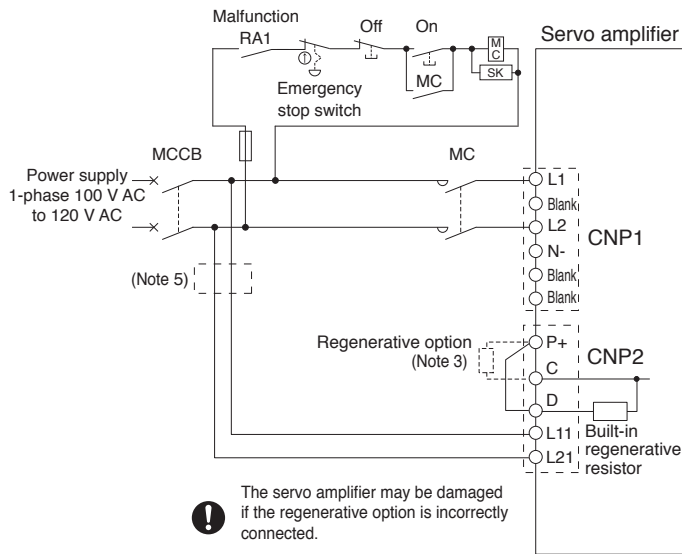 Malfunction
RA1
Off
On
M
C
SK
MC
Emergency
stop switch
Servo amplifier
MCCB
MC
Power supply
1-phase 100 V AC
to 120 V AC
L1
Blank
L2
CNP1
N-
Blank
Blank
(Note 5)
Regenerative option
(Note 3)
P+
CNP2
C
D
Built-in
regenerative
resistor
L11
L21
The servo amplifier may be damaged
if the regenerative option is incorrectly
connected.